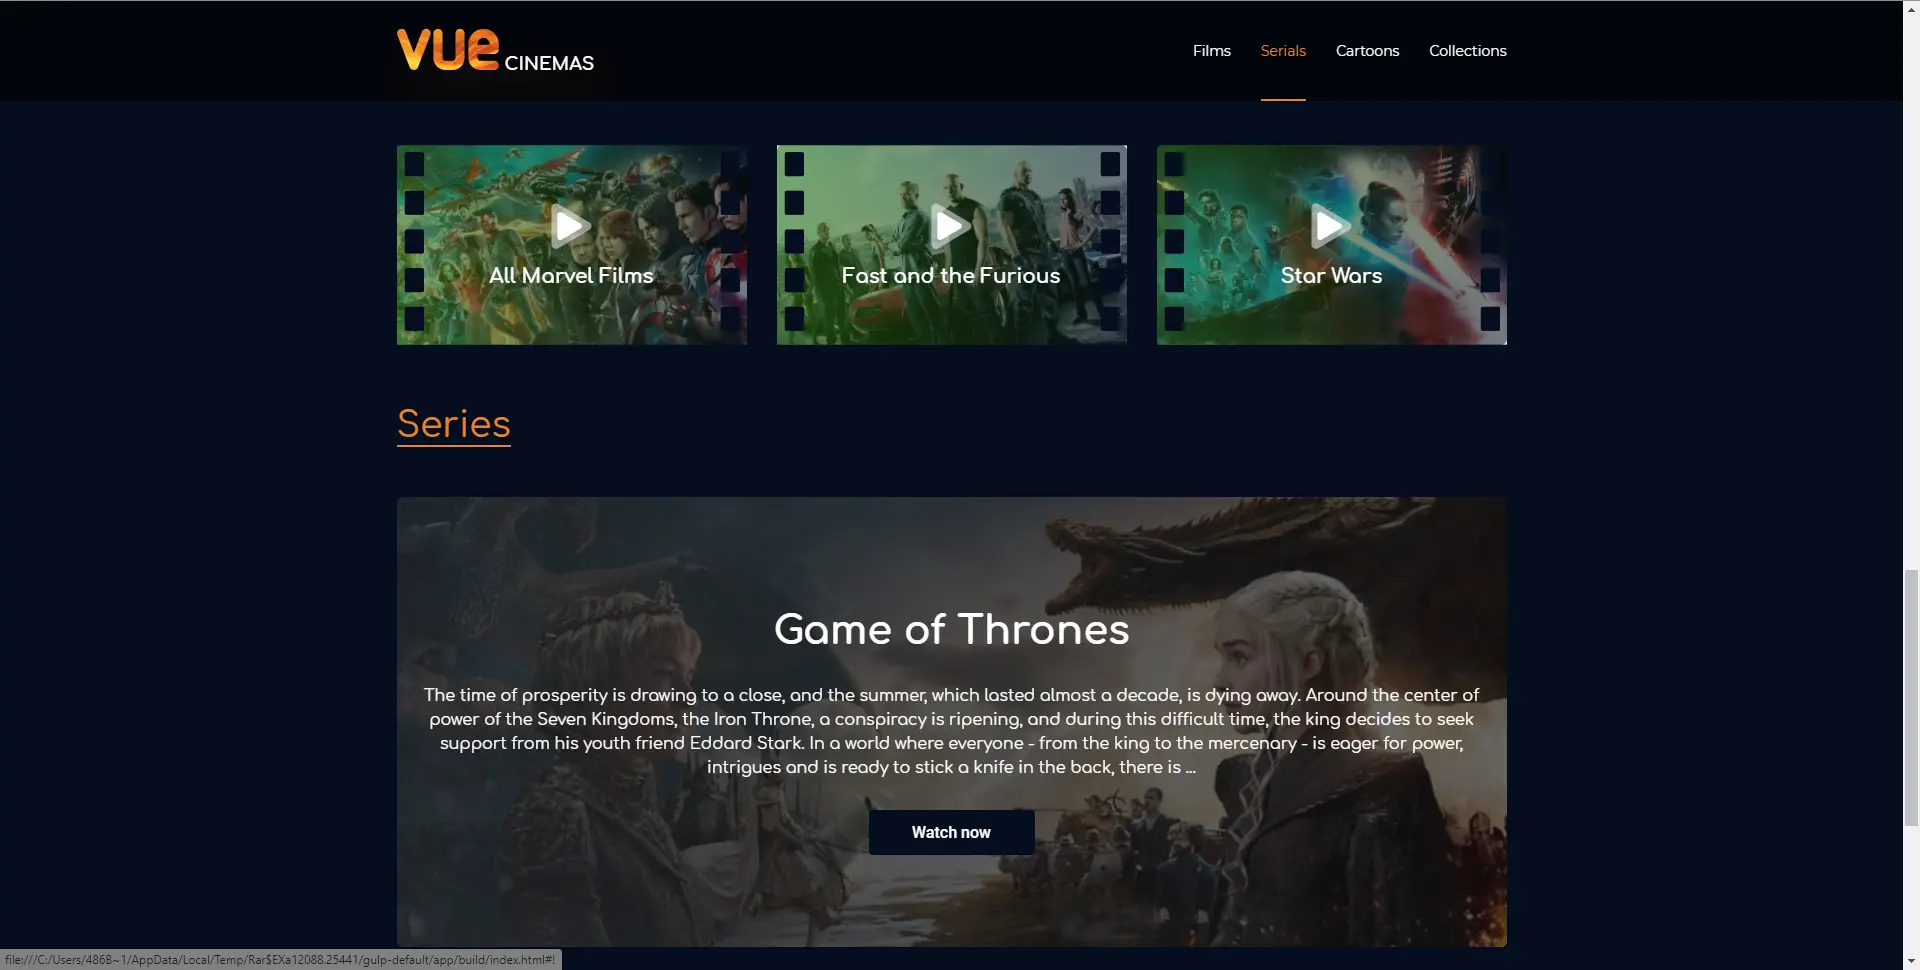 vue CINEMAS
Films Serials Cartoons Collections
All Marvel Films
Fast and the Furious
Star Wars
Series
Game of Thrones
The time of prosperity is drawing to a close, and the summer, which lasted almost a decade, is dying away. Around the center of
power of the Seven Kingdoms, the Iron Throne, a conspiracy is ripening, and during this difficult time, the king decides to seek
support from his youth friend Eddard Stark. In a world where everyone - from the king to the mercenary - is eager for power,
intrigues and is ready to stick a knife in the back, there is ...
Watch now
file:///C:/Users/486B~1/AppData/Local/Temp/Rar$EXa12088.25441/gulp-default/app/build/index.html#!